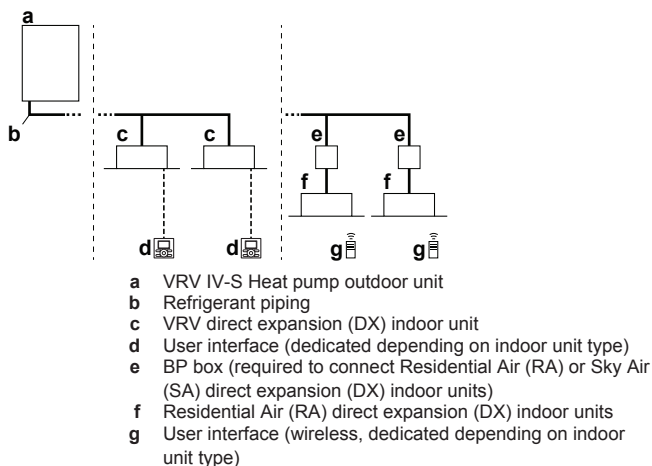 a
b
c c e e
f f
d d g g
a VRV IV-S Heat pump outdoor unit
b Refrigerant piping
c VRV direct expansion (DX) indoor unit
d User interface (dedicated depending on indoor unit type)
e BP box (required to connect Residential Air (RA) or Sky Air
(SA) direct expansion (DX) indoor units)
f Residential Air (RA) direct expansion (DX) indoor units
g User interface (wireless, dedicated depending on indoor
unit type)